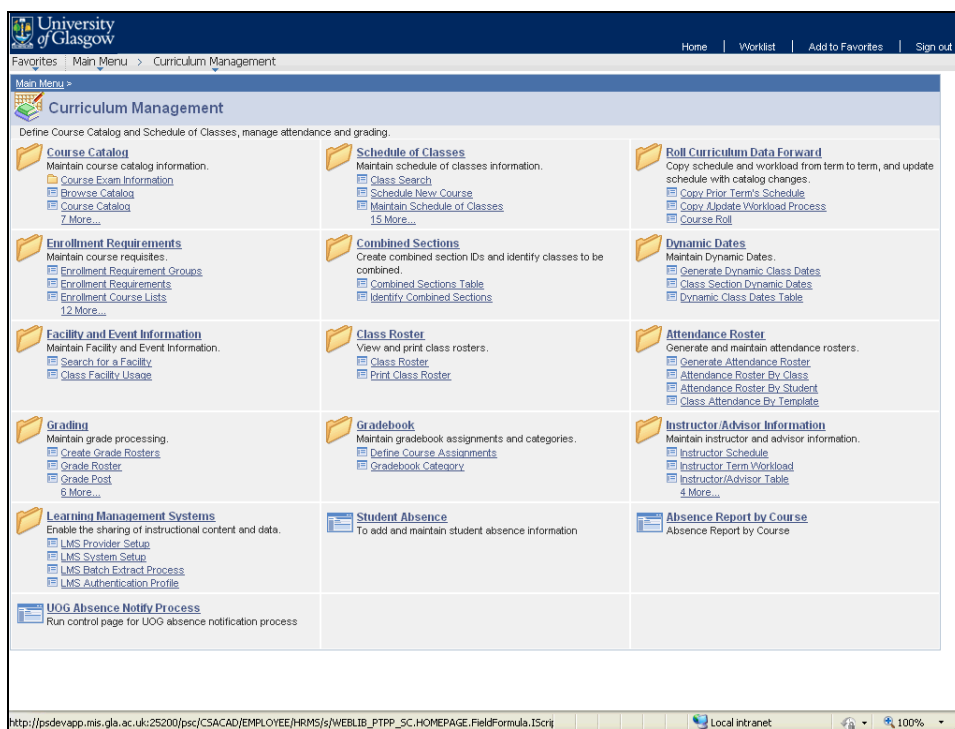 University
of Glasgow
Home | Worklist | Add to Favorites | Sign out
Favorites Main Menu > Curriculum Management
Main Menu >
Curriculum Management
Define Course Catalog and Schedule of Classes, manage attendance and grading.
Course Catalog
Maintain course catalog information.
Course Exam Information
Browse Catalog
Course Catalog
7 More...
Schedule of Classes
Maintain schedule of classes information.
Class Search
Schedule New Course
Maintain Schedule of Classes
15 More...
Roll Curriculum Data Forward
Copy schedule and workload from term to term, and update
schedule with catalog changes.
Copy Prior Term's Schedule
Copy /Update Workload Process
Course Roll
Enrollment Requirements
Maintain course requisites.
Enrollment Requirement Groups
Enrollment Requirements
Enrollment Course Lists
12 More...
Combined Sections
Create combined section IDs and identify classes to be
combined.
Combined Sections Table
Identify Combined Sections
Dynamic Dates
Maintain Dynamic Dates.
Generate Dynamic Class Dates
Class Section Dynamic Dates
Dynamic Class Dates Table
Facility and Event Information
Maintain Facility and Event Information.
Search for a Facility
Class Facility Usage
Class Roster
View and print class rosters.
Class Roster
Print Class Roster
Attendance Roster
Generate and maintain attendance rosters.
Generate Attendance Roster
Attendance Roster By Class
Attendance Roster By Student
Class Attendance By Template
Grading
Maintain grade processing.
Create Grade Rosters
Grade Roster
Grade Post
6 More...
Gradebook
Maintain gradebook assignments and categories.
Define Course Assignments
Gradebook Category
Instructor/Advisor Information
Maintain instructor and advisor information.
Instructor Schedule
Instructor Term Workload
Instructor/Advisor Table
4 More...
Learning Management Systems
Enable the sharing of instructional content and data.
LMS Provider Setup
LMS System Setup
LMS Batch Extract Process
LMS Authentication Profile
Student Absence
To add and maintain student absence information
Absence Report by Course
Absence Report by Course
UOG Absence Notify Process
Run control page for UOG absence notification process
http://psdevapp.mis.gla.ac.uk:25200/psc/CSACAD/EMPLOYEE/HRMS/s/WEBLIB_PTPP_SC.HOMEPAGE.FieldFormula.IScrip Local intranet 100%